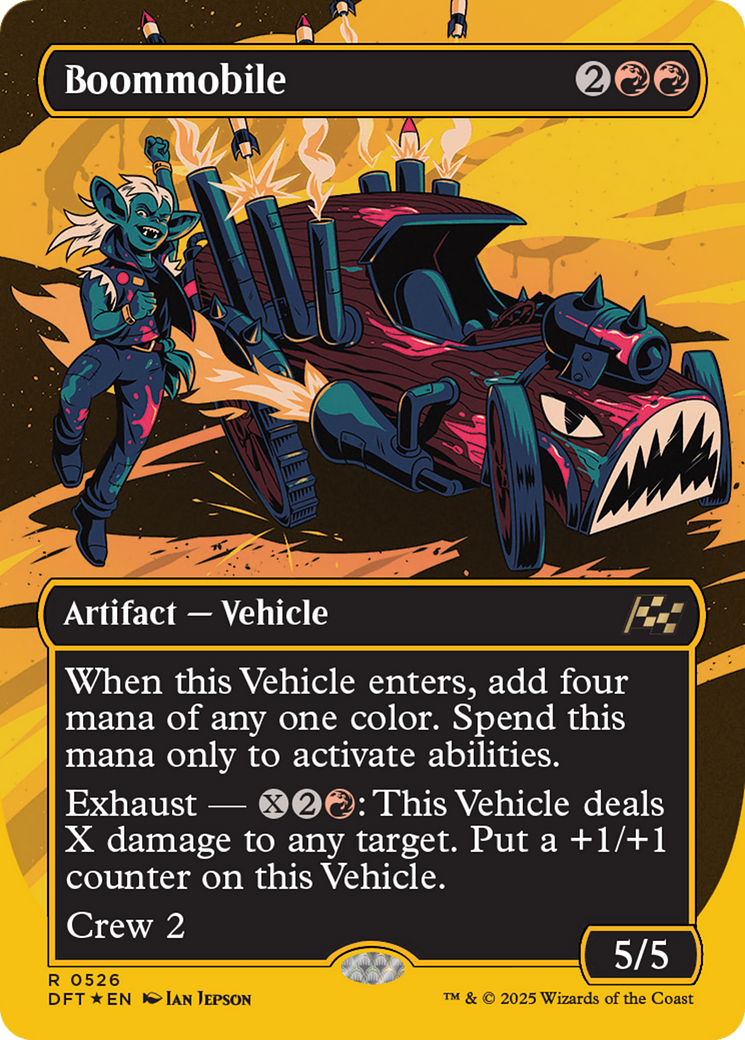 Boommobile 2
Artifact — Vehicle
When this Vehicle enters, add four
mana of any one color. Spend this
mana only to activate abilities.
Exhaust — X2: This Vehicle deals
X damage to any target. Put a +1/+1
counter on this Vehicle.
Crew 2
5/5
R 0526
DFT★EN IAN JEPSON
™ & © 2025 Wizards of the Coast